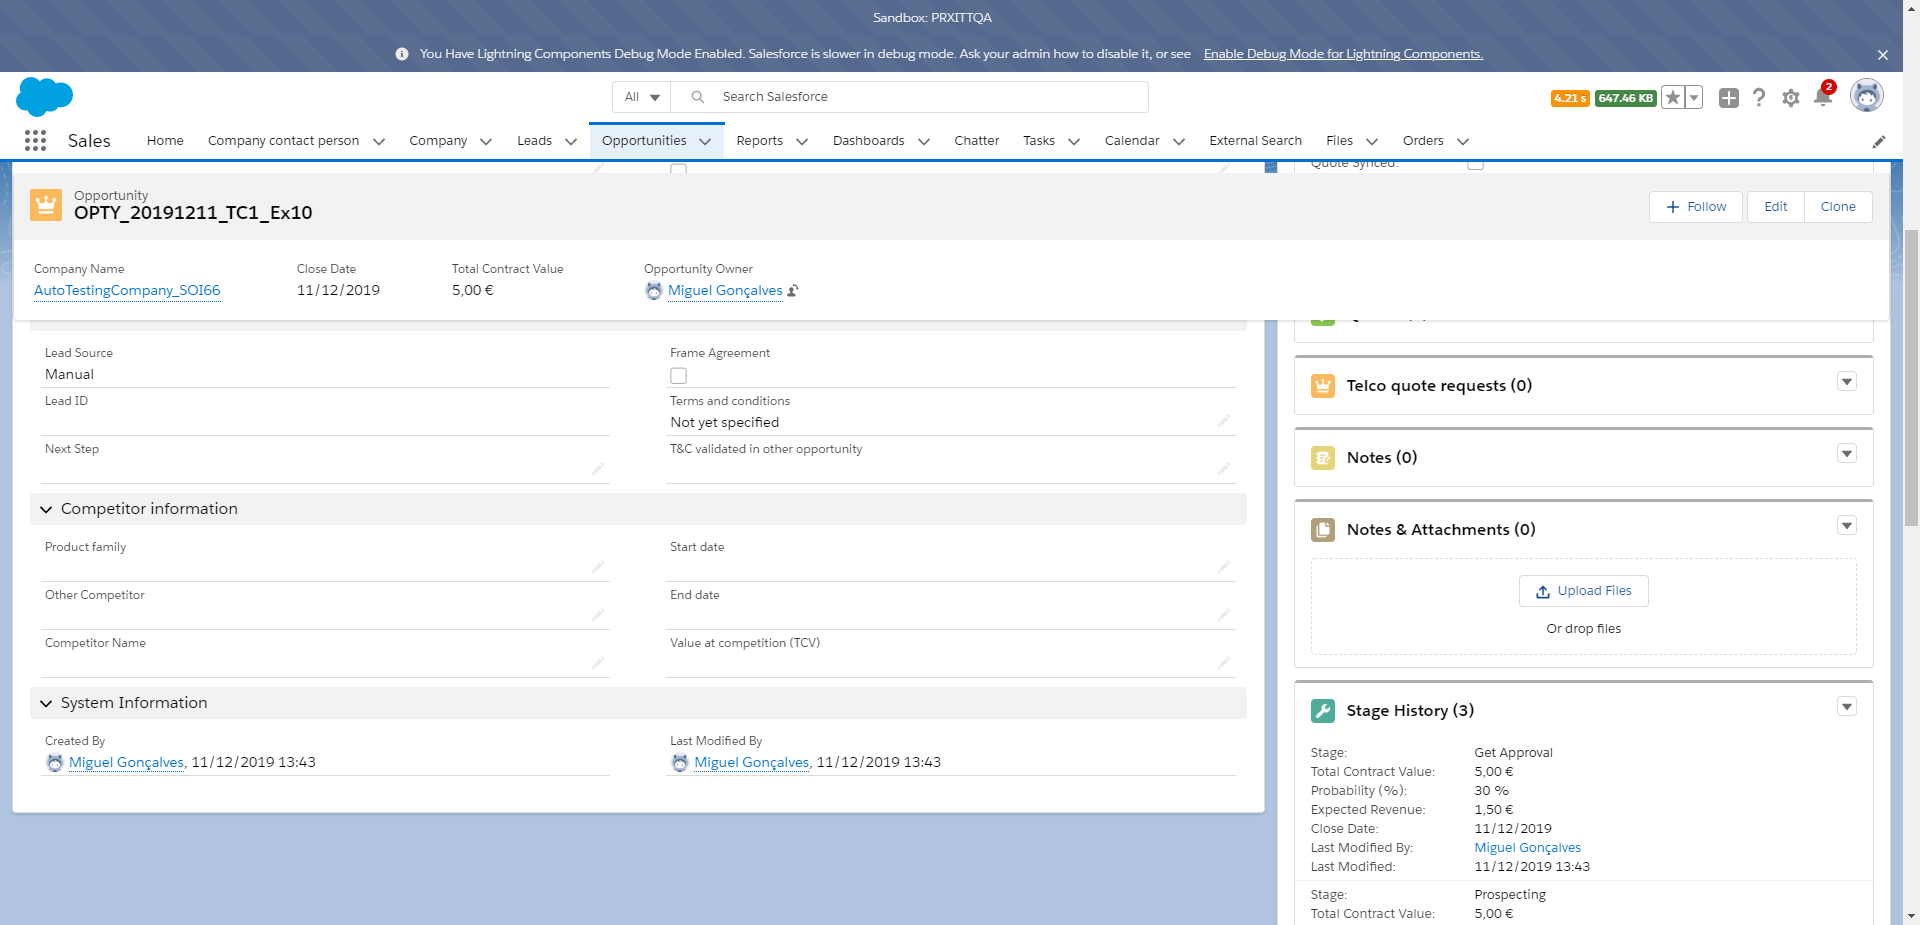 Sandbox: PRXITTQA
You Have Lightning Components Debug Mode Enabled. Salesforce is slower in debug mode. Ask your admin how to disable it, or see Enable Debug Mode for Lightning Components.
All Search Salesforce
4.21 s 647.46 KB 2
Sales Home Company contact person Company Leads Opportunities Reports Dashboards Chatter Tasks Calendar External Search Files Orders
Quote Synced:
Opportunity
OPTY_20191211_TC1_Ex10
Follow Edit Clone
Company Name Close Date Total Contract Value Opportunity Owner
AutoTestingCompany_SOI66 11/12/2019 5,00 € Miguel Gonçalves
Lead Source Frame Agreement
Manual
Lead ID Terms and conditions
Not yet specified
Next Step T&C validated in other opportunity
Competitor information
Product family Start date
Other Competitor End date
Competitor Name Value at competition (TCV)
System Information
Created By Last Modified By
Miguel Gonçalves, 11/12/2019 13:43 Miguel Gonçalves, 11/12/2019 13:43
Telco quote requests (0)
Notes (0)
Notes & Attachments (0)
Upload Files
Or drop files
Stage History (3)
Stage: Get Approval
Total Contract Value: 5,00 €
Probability (%): 30 %
Expected Revenue: 1,50 €
Close Date: 11/12/2019
Last Modified By: Miguel Gonçalves
Last Modified: 11/12/2019 13:43
Stage: Prospecting
Total Contract Value: 5,00 €